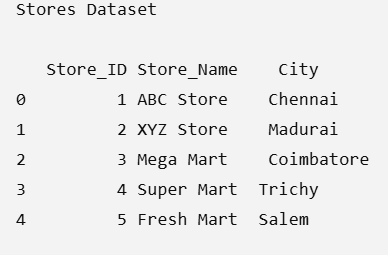 Stores Dataset
Store_ID Store_Name City
0 1 ABC Store Chennai
1 2 XYZ Store Madurai
2 3 Mega Mart Coimbatore
3 4 Super Mart Trichy
4 5 Fresh Mart Salem